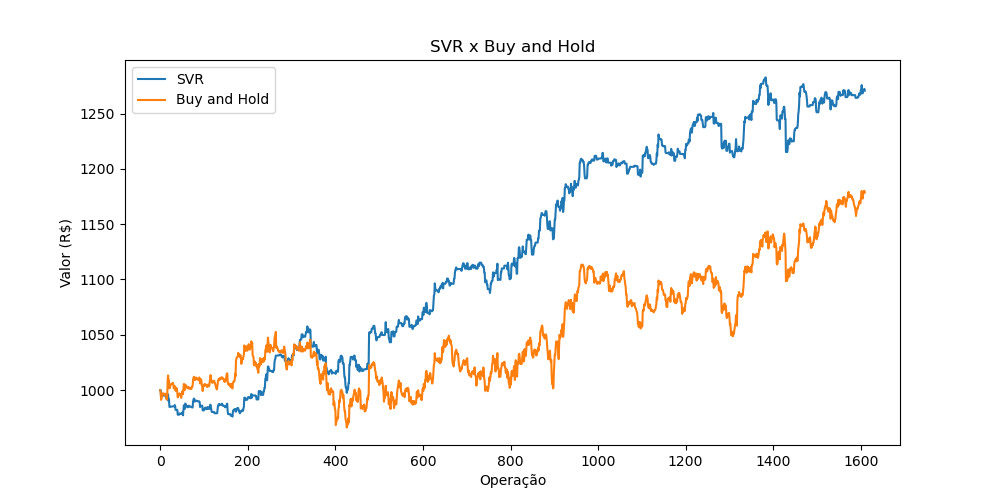 SVR x Buy and Hold
SVR
Buy and Hold
Valor (R$)
1250
1200
1150
1100
1050
1000
0 200 400 600 800 1000 1200 1400 1600
Operação